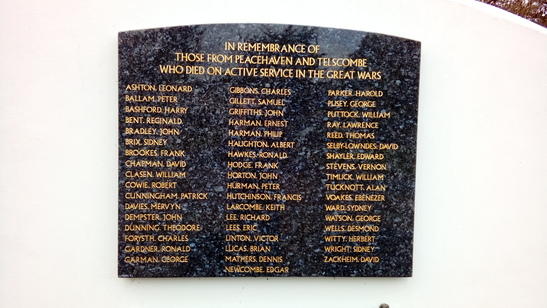 IN REMEMBRANCE OF
THOSE FROM PEACEHAVEN AND TELSCOMBE
WHO DIED ON ACTIVE SERVICE IN THE GREAT WARS
ASHTON, LEONARD
BALLAM, PETER
BASHFORD, HARRY
BENT, REGINALD
BRADLEY, JOHN
BRIX, SIDNEY
BROOKES, FRANK
CHAPMAN, DAVID
CLASEN, WILLIAM
COWIE, ROBERT
CUNNINGHAM, PATRICK
DAVIES, MERVYN
DEMPSTER, JOHN
DUNNING, THEODORE
FORSYTH, CHARLES
GARDNER, RONALD
GARMAN, GEORGE
GIBBONS, CHARLES
GILLETT, SAMUEL
GRIFFITHS, JOHN
HARMAN, ERNEST
HARMAN, PHILIP
HAUGHTON, ALBERT
HAWKES, RONALD
HODGE, FRANK
HORTON, JOHN
HURMAN, PETER
HUTCHINSON, FRANCIS
LARCOMBE, KEITH
LEE, RICHARD
LEES, ERIC
LINTON, VICTOR
LUCAS, BRIAN
MATHERS, DENNIS
NEWCOMBE, EDGAR
PARKER, HAROLD
PLISEY, GEORGE
PUTTOCK, WILLIAM
RAY, LAWRENCE
REED, THOMAS
SELBY-LOWNDES, DAVID
SHAYLER, EDWARD
STEVENS, VERNON
TIMLICK, WILLIAM
TUCKNOTT, ALAN
VOAKES, EBENEZER
WARD, SYDNEY
WATSON, GEORGE
WELLS, DESMOND
WITTY, HERBERT
WRIGHT, SIDNEY
ZACKHEIM, DAVID